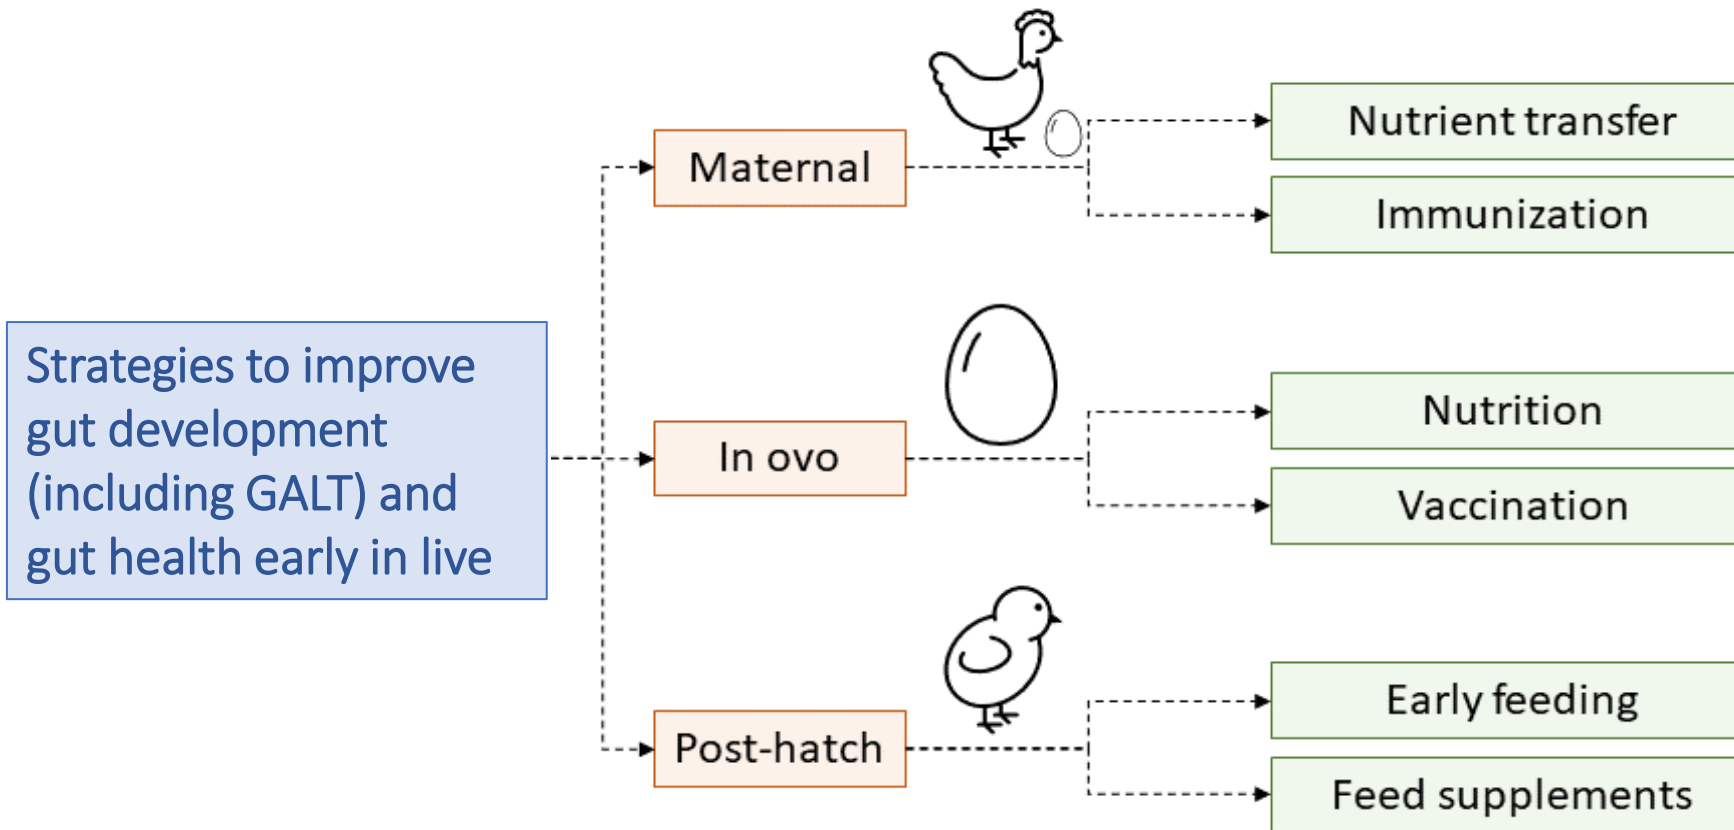 Strategies to improve
gut development
(including GALT) and
gut health early in live
Maternal
Nutrient transfer
Immunization
In ovo
Nutrition
Vaccination
Post-hatch
Early feeding
Feed supplements